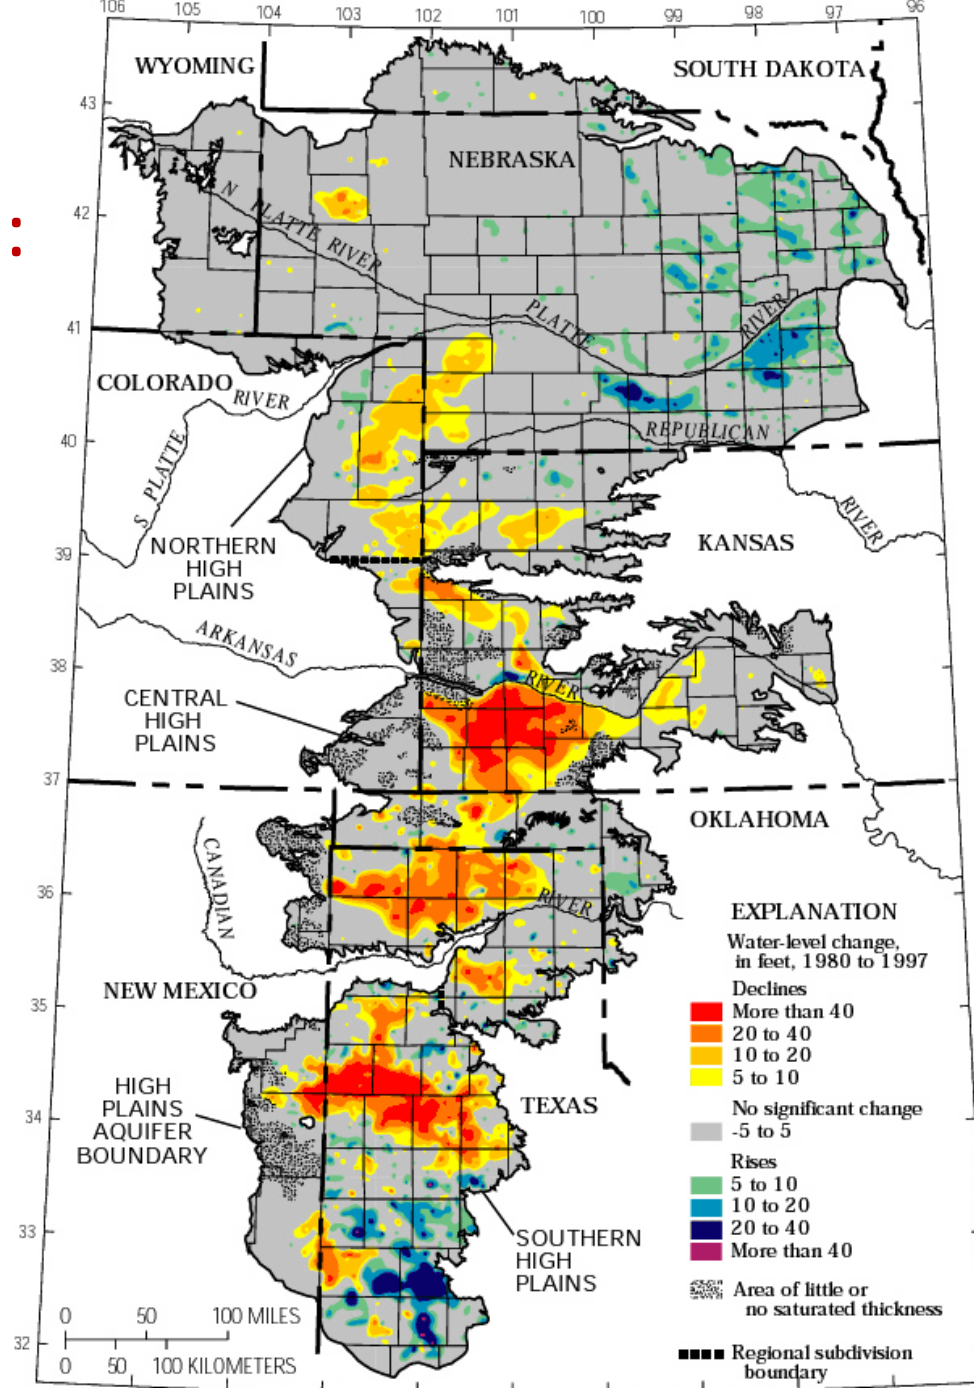 106 104 103 102 101 100 99 98 97 96
WYOMING
SOUTH DAKOTA
43
NEBRASKA
N PLATTE RIVER
42
PLATTE RIVER
41
COLORADO
S PLATTE RIVER
REPUBLICAN RIVER
40
NORTHERN
HIGH
PLAINS
KANSAS
39
ARKANSAS RIVER
38
CENTRAL
HIGH
PLAINS
37
OKLAHOMA
CANADIAN RIVER
36
NEW MEXICO
35
HIGH
PLAINS
AQUIFER
BOUNDARY
TEXAS
34
33
SOUTHERN
HIGH
PLAINS
32
0 50 100 MILES
0 50 100 KILOMETERS
EXPLANATION
Water-level change,
in feet, 1980 to 1997
Declines
More than 40
20 to 40
10 to 20
5 to 10
No significant change
-5 to 5
Rises
5 to 10
10 to 20
20 to 40
More than 40
Area of little or
no saturated thickness
Regional subdivision
boundary